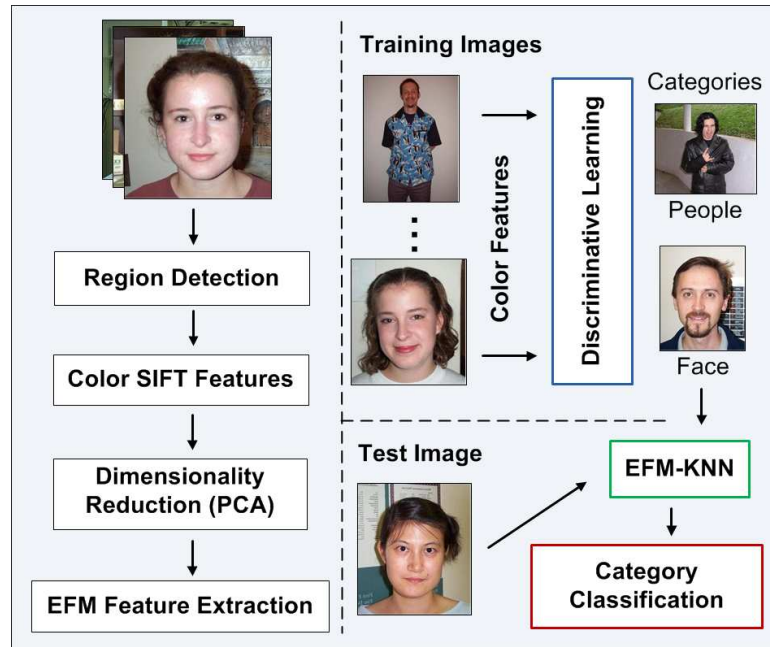 Region Detection
Color SIFT Features
Dimensionality
Reduction (PCA)
EFM Feature Extraction
Training Images
Color Features
Discriminative Learning
Categories
People
Face
Test Image
EFM-KNN
Category
Classification